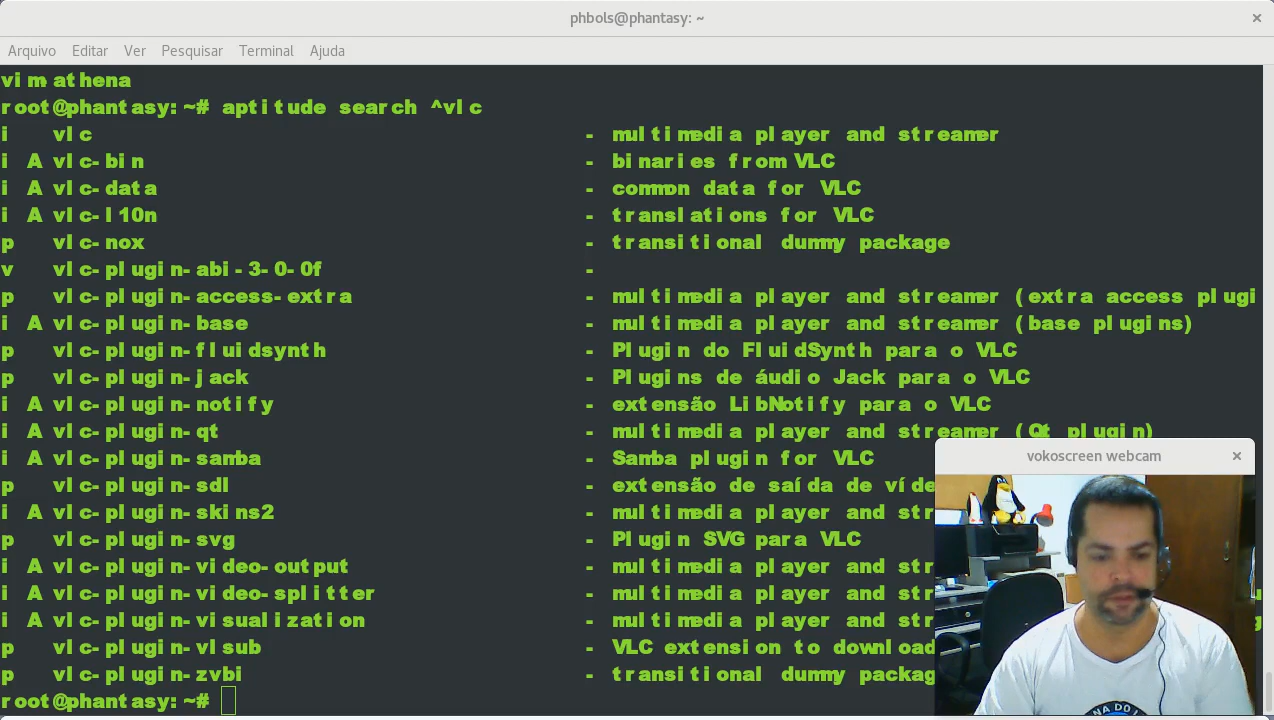 phbols@phantasy: ~
Arquivo Editar Ver Pesquisar Terminal Ajuda
vim-athena
root@phantasy:~# aptitude search ^vlc
i vlc - multimedia player and streamer
i A vlc-bin - binaries from VLC
i A vlc-data - common data for VLC
i A vlc-l10n - translations for VLC
p vlc-nox - transitional dummy package
v vlc-plugin-abi-3-0-0f -
p vlc-plugin-access-extra - multimedia player and streamer (extra access plugi
i A vlc-plugin-base - multimedia player and streamer (base plugins)
p vlc-plugin-fluidsynth - Plugin do FluidSynth para o VLC
p vlc-plugin-jack - Plugins de áudio Jack para o VLC
i A vlc-plugin-notify - extensão LibNotify para o VLC
i A vlc-plugin-qt - multimedia player and streamer (Qt plugin)
i A vlc-plugin-samba - Samba plugin for VLC
p vlc-plugin-sdl - extensão de saída de víde
i A vlc-plugin-skins2 - multimedia player and str
p vlc-plugin-svg - Plugin SVG para VLC
i A vlc-plugin-video-output - multimedia player and str
i A vlc-plugin-video-splitter - multimedia player and str
i A vlc-plugin-visualization - multimedia player and str
p vlc-plugin-vlsub - VLC extension to download
p vlc-plugin-zvbi - transitional dummy packag
root@phantasy:~#
vokoscreen webcam